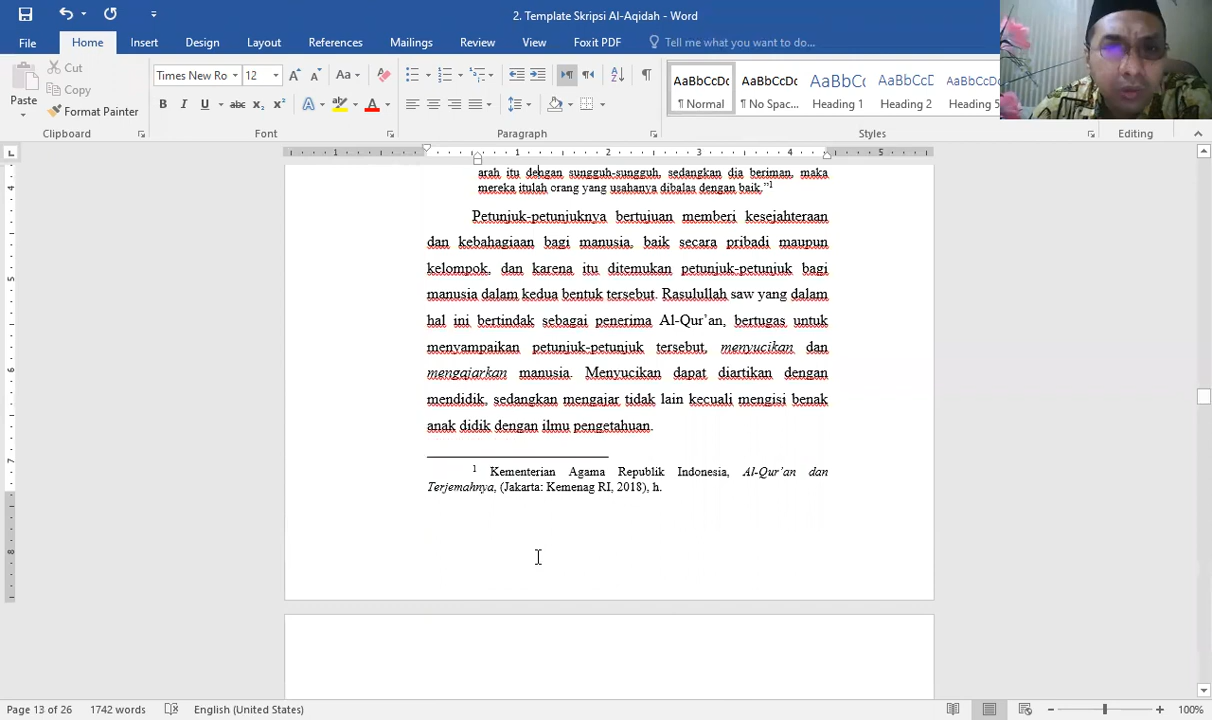 2. Template Skripsi Al-Aqidah - Word
File Home Insert Design Layout References Mailings Review View Foxit PDF Tell me what you want to do...
Paste
Cut
Copy
Format Painter
Clipboard
Times New Ro 12
Font
Paragraph
AaBbCcDc AaBbCcDc AaBbCc AaBbCcD AaBbCcD
¶ Normal ¶ No Spac... Heading 1 Heading 2 Heading 5
Styles
Editing
arah itu dengan sungguh-sungguh, sedangkan dia beriman, maka
mereka itulah orang yang usahanya dibalas dengan baik.”1
Petunjuk-petunjuknya bertujuan memberi kesejahteraan
dan kebahagiaan bagi manusia, baik secara pribadi maupun
kelompok, dan karena itu ditemukan petunjuk-petunjuk bagi
manusia dalam kedua bentuk tersebut. Rasulullah saw yang dalam
hal ini bertindak sebagai penerima Al-Qur’an, bertugas untuk
menyampaikan petunjuk-petunjuk tersebut, menyucikan dan
mengajarkan manusia. Menyucikan dapat diartikan dengan
mendidik, sedangkan mengajar tidak lain kecuali mengisi benak
anak didik dengan ilmu pengetahuan.
1 Kementerian Agama Republik Indonesia, Al-Qur’an dan
Terjemahnya, (Jakarta: Kemenag RI, 2018), h.
Page 13 of 26 1742 words English (United States) 100%